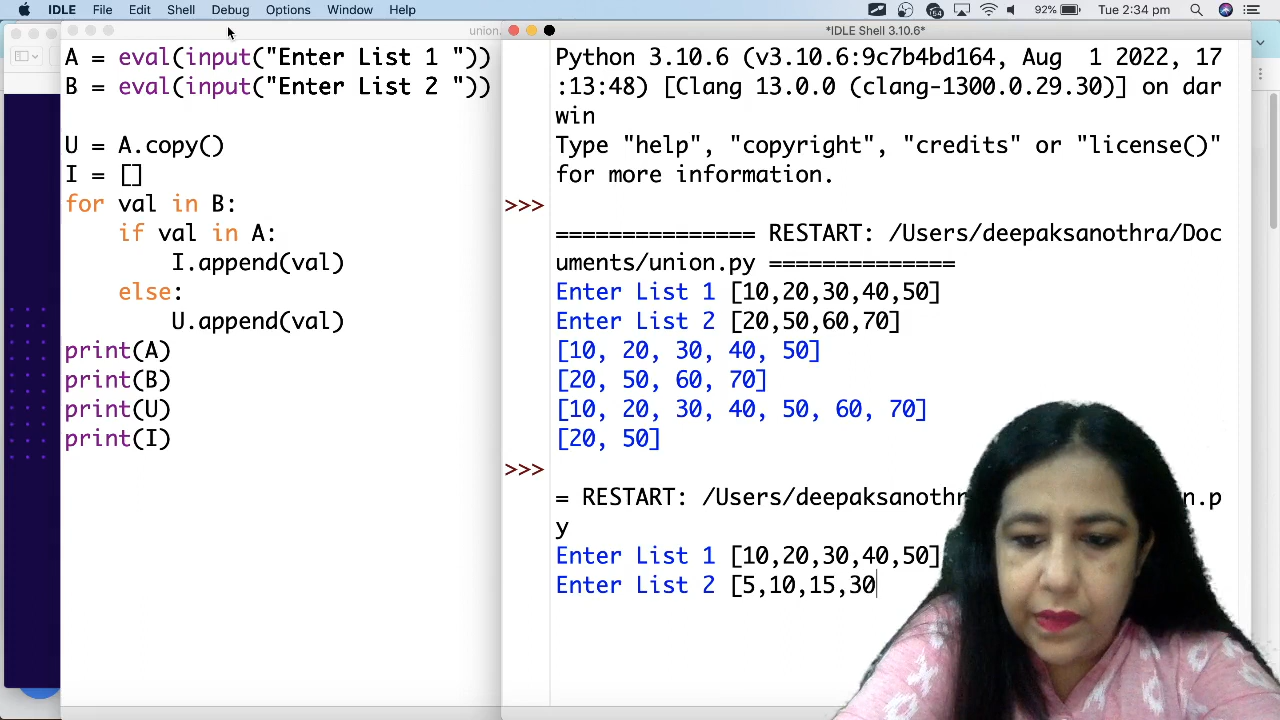 IDLE File Edit Shell Debug Options Window Help 54 92% Tue 2:34 pm
union.
*IDLE Shell 3.10.6*
A = eval(input("Enter List 1 "))
B = eval(input("Enter List 2 "))
U = A.copy()
I = []
for val in B:
if val in A:
I.append(val)
else:
U.append(val)
print(A)
print(B)
print(U)
print(I)
Python 3.10.6 (v3.10.6:9c7b4bd164, Aug 1 2022, 17
:13:48) [Clang 13.0.0 (clang-1300.0.29.30)] on dar
win
Type "help", "copyright", "credits" or "license()"
for more information.
>>>
=============== RESTART: /Users/deepaksanothra/Doc
uments/union.py ==============
Enter List 1 [10,20,30,40,50]
Enter List 2 [20,50,60,70]
[10, 20, 30, 40, 50]
[20, 50, 60, 70]
[10, 20, 30, 40, 50, 60, 70]
[20, 50]
>>>
= RESTART: /Users/deepaksanothr n.p
y
Enter List 1 [10,20,30,40,50]
Enter List 2 [5,10,15,30